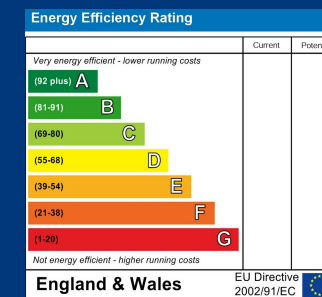 Energy Efficiency Rating
Current Poten
Very energy efficient - lower running costs
(92 plus) A
(81-91) B
(69-80) C
(55-68) D
(39-54) E
(21-38) F
(1-20) G
Not energy efficient - higher running costs
England & Wales
EU Directive
2002/91/EC